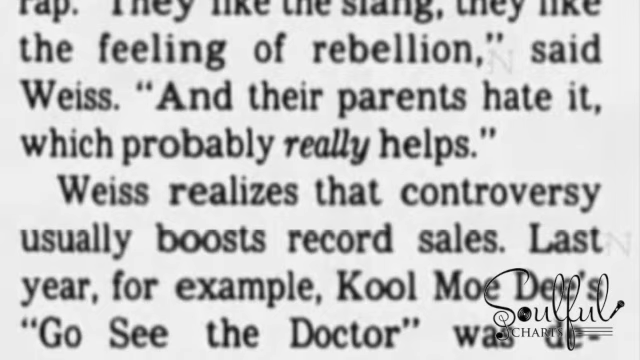 rap. "They like the slang, they like
the feeling of rebellion," said
Weiss. "And their parents hate it,
which probably really helps."
Weiss realizes that controversy
usually boosts record sales. Last
year, for example, Kool Moe Dee's
"Go See the Doctor" was de-
Soulful
CHARTS